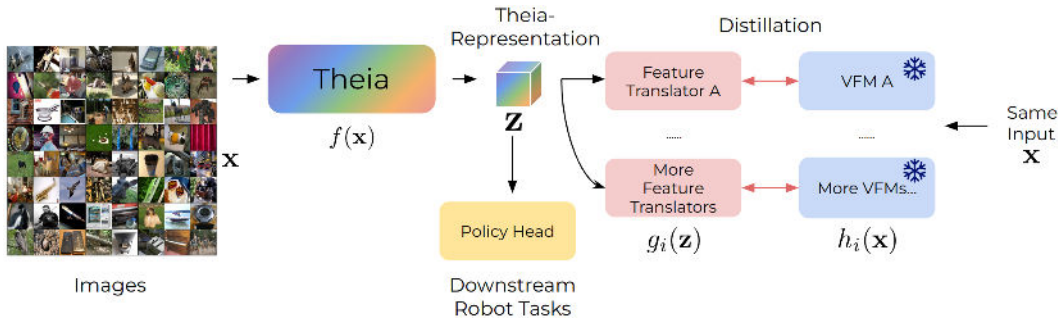 Theia-
Representation
Distillation
Theia
Feature
Translator A
VFM A
Same
Input
x
x
f(x)
z
......
......
More
Feature
Translators
More VFMs...
Policy Head
g_i(z)
h_i(x)
Images
Downstream
Robot Tasks